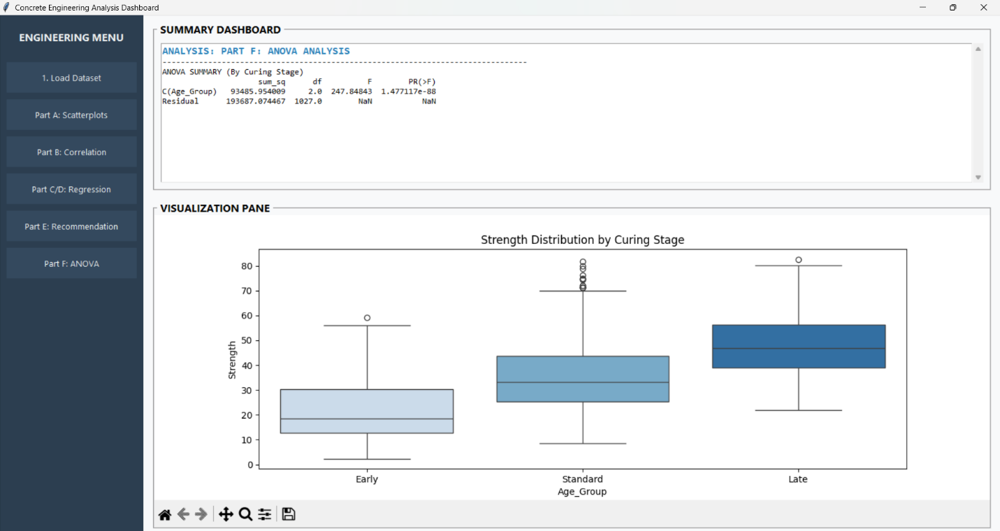 Concrete Engineering Analysis Dashboard
ENGINEERING MENU
1. Load Dataset
Part A: Scatterplots
Part B: Correlation
Part C/D: Regression
Part E: Recommendation
Part F: ANOVA
SUMMARY DASHBOARD
ANALYSIS: PART F: ANOVA ANALYSIS
--------------------------------------------------------------------------------
ANOVA SUMMARY (By Curing Stage)
sum_sq df F PR(>F)
C(Age_Group) 93485.954009 2.0 247.84843 1.477117e-88
Residual 193687.074467 1027.0 NaN NaN
VISUALIZATION PANE
Strength Distribution by Curing Stage
Strength
80
70
60
50
40
30
20
10
0
Early Standard Late
Age_Group